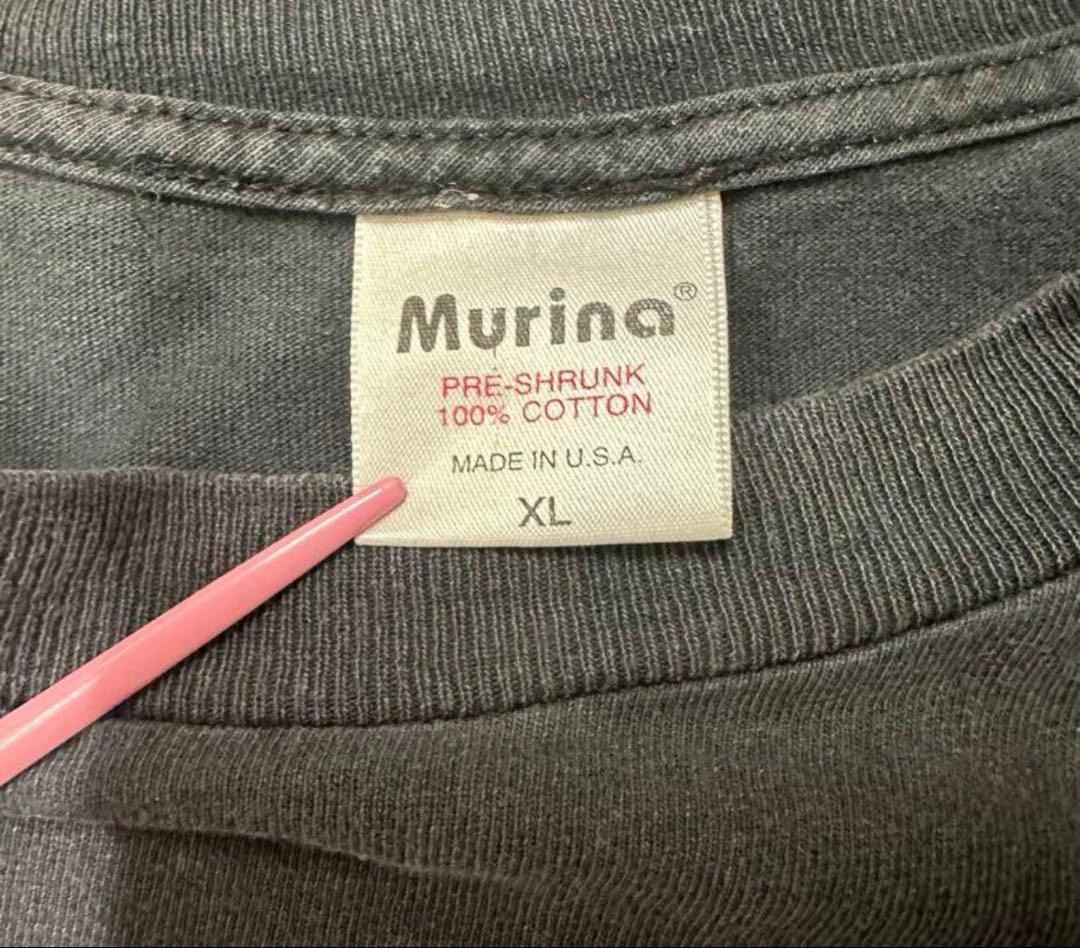 Murina®
PRE-SHRUNK
100% COTTON
MADE IN U.S.A.
XL